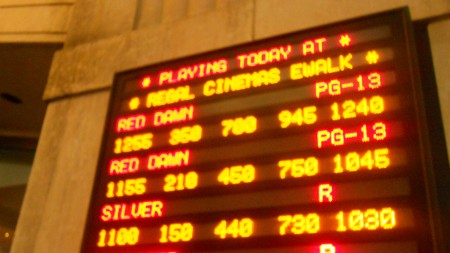 * PLAYING TODAY AT *
* REGAL CINEMAS EWALK *
RED DAWN PG-13
1255 350 700 945 1240
RED DAWN PG-13
1155 210 450 750 1045
SILVER R
1100 150 440 730 1030
R